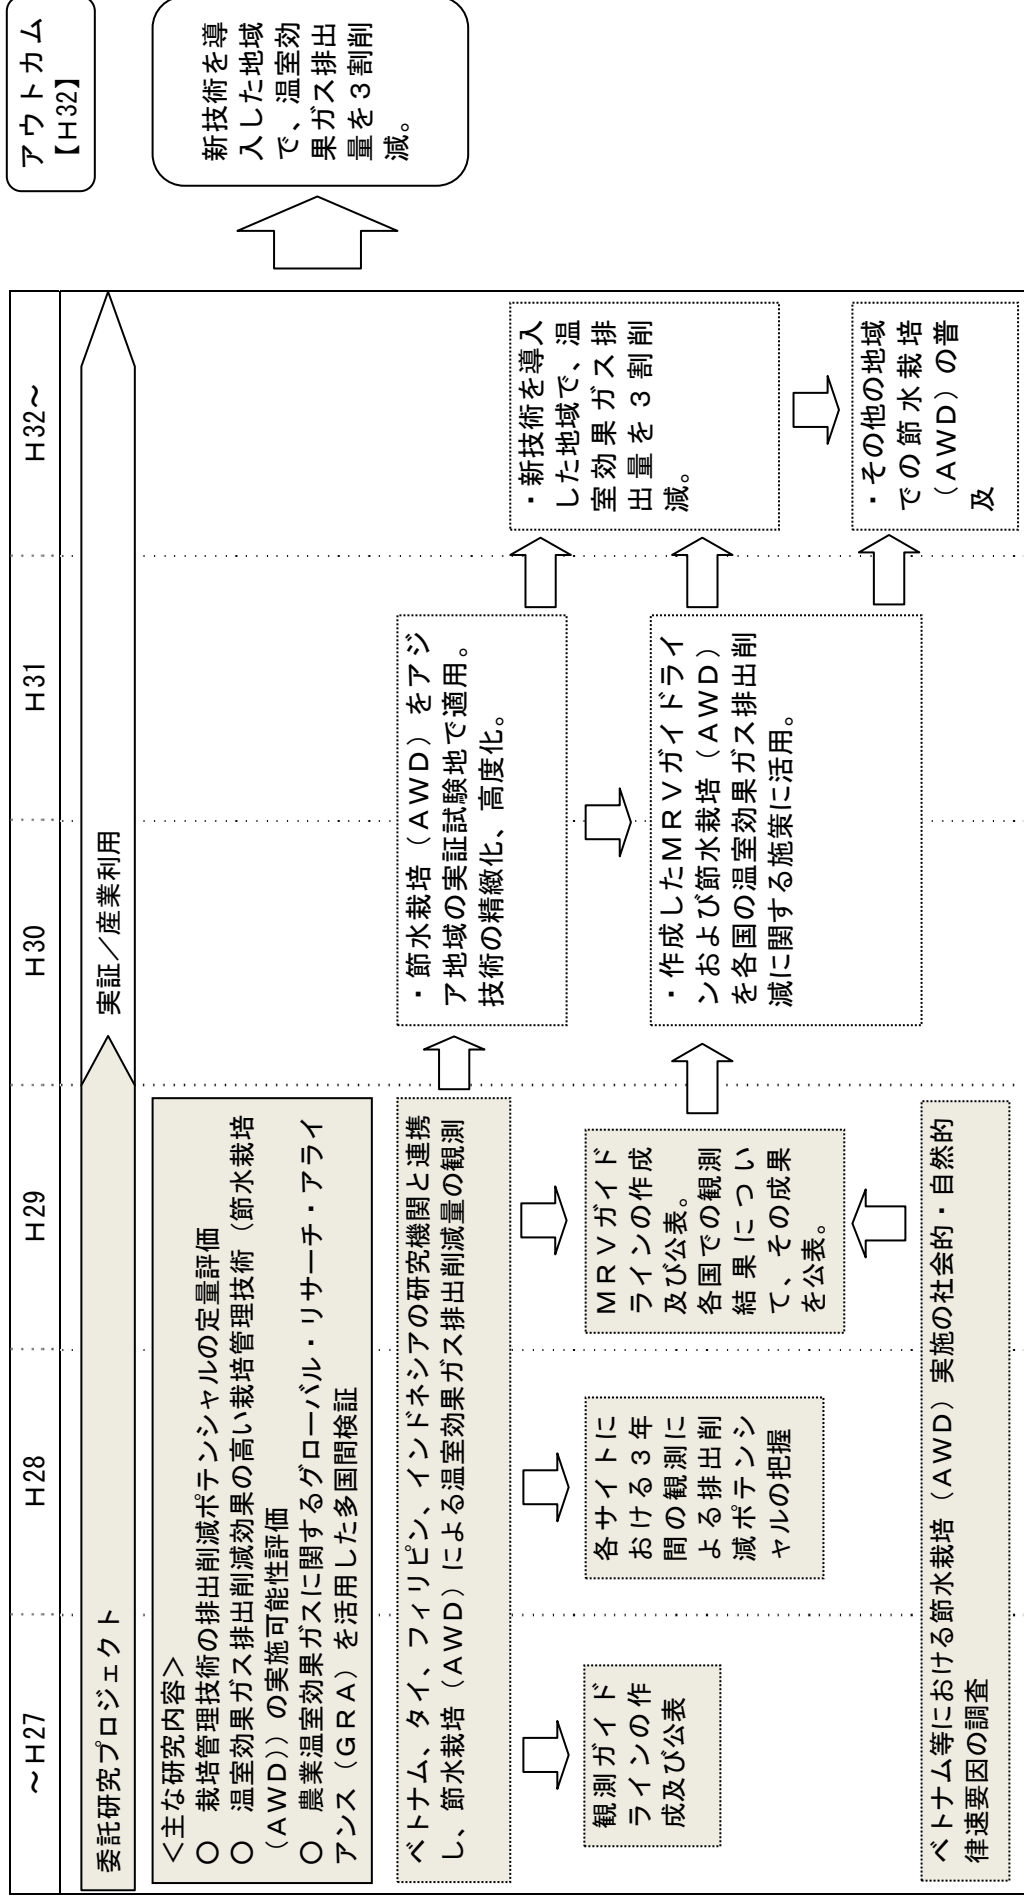 ～H27
H28
H29
H30
H31
H32～
アウトカム
【H32】
委託研究プロジェクト
実証／産業利用
＜主な研究内容＞
○　栽培管理技術の排出削減ポテンシャルの定量評価
○　温室効果ガス排出削減効果の高い栽培管理技術（節水栽培
（AWD））の実施可能性評価
○　農業温室効果ガスに関するグローバル・リサーチ・アライ
アンス（GRA）を活用した多国間検証
ベトナム、タイ、フィリピン、インドネシアの研究機関と連携
し、節水栽培（AWD）による温室効果ガス排出削減量の観測
観測ガイド
ラインの作
成及び公表
各サイトに
おける３年
間の観測に
よる排出削
減ポテンシ
ャルの把握
MRVガイド
ラインの作成
及び公表。
各国での観測
結果につい
て、その成果
を公表。
ベトナム等における節水栽培（AWD）実施の社会的・自然的
律速要因の調査
・節水栽培（AWD）をアジ
ア地域の実証試験地で適用。
技術の精緻化、高度化。
・作成したMRVガイドライ
ンおよび節水栽培（AWD）
を各国の温室効果ガス排出削
減に関する施策に活用。
・新技術を導入
した地域で、温
室効果ガス排
出量を３割削
減。
・その他の地域
での節水栽培
（AWD）の普
及
新技術を導
入した地域
で、温室効
果ガス排出
量を３割削
減。